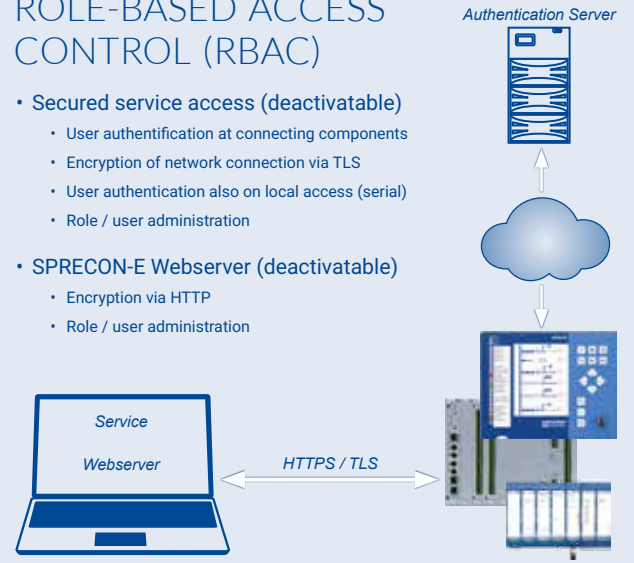 ROLE-BASED ACCESS
CONTROL (RBAC)
• Secured service access (deactivatable)
• User authentification at connecting components
• Encryption of network connection via TLS
• User authentication also on local access (serial)
• Role / user administration
• SPRECON-E Webserver (deactivatable)
• Encryption via HTTP
• Role / user administration
Authentication Server
Service
Webserver
HTTPS / TLS